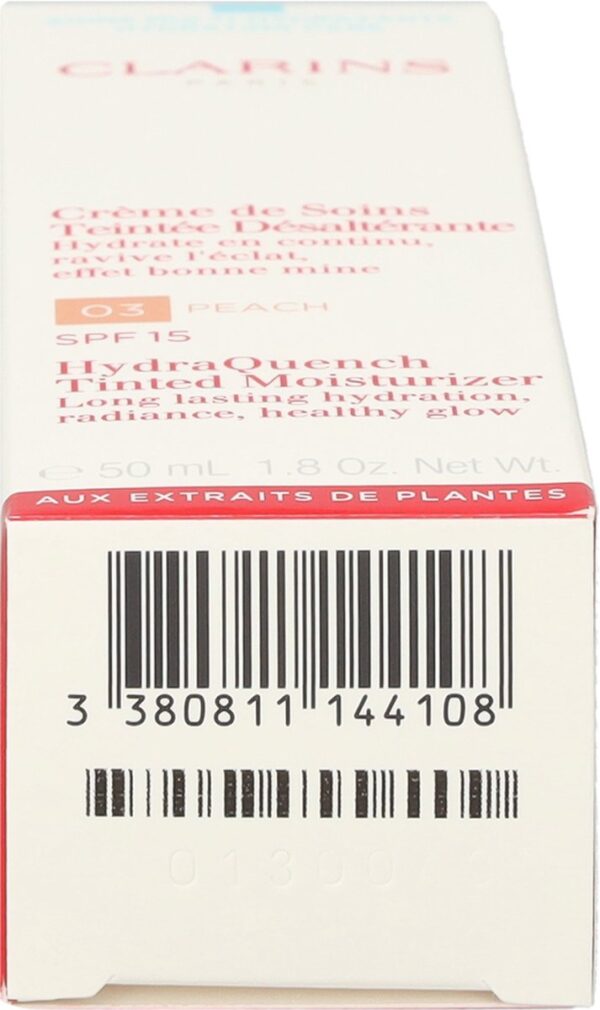 CLARINS
PARIS
Crème de Soins
Teintée Désaltérante
Hydrate en continu,
ravive l'éclat,
effet bonne mine
03 PEACH
SPF 15
HydraQuench
Tinted Moisturizer
Long lasting hydration,
radiance, healthy glow
e 50 mL 1.8 Oz. Net Wt.
AUX EXTRAITS DE PLANTES
3 380811 144108